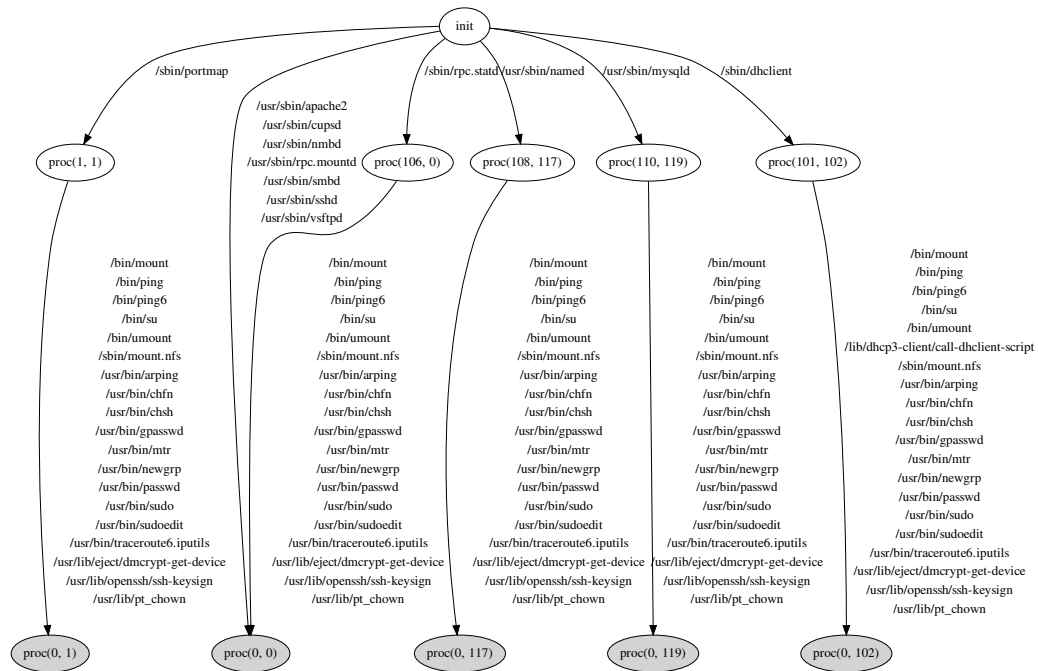 init
/sbin/portmap
/sbin/rpc.statd
/usr/sbin/named
/usr/sbin/mysqld
/sbin/dhclient
/usr/sbin/apache2
/usr/sbin/cupsd
/usr/sbin/nmbd
/usr/sbin/rpc.mountd
/usr/sbin/smbd
/usr/sbin/sshd
/usr/sbin/vsftpd
proc(1, 1)
proc(106, 0)
proc(108, 117)
proc(110, 119)
proc(101, 102)
/bin/mount
/bin/ping
/bin/ping6
/bin/su
/bin/umount
/sbin/mount.nfs
/usr/bin/arping
/usr/bin/chfn
/usr/bin/chsh
/usr/bin/gpasswd
/usr/bin/mtr
/usr/bin/newgrp
/usr/bin/passwd
/usr/bin/sudo
/usr/bin/sudoedit
/usr/bin/traceroute6.iputils
/usr/lib/eject/dmcrypt-get-device
/usr/lib/openssh/ssh-keysign
/usr/lib/pt_chown
/bin/mount
/bin/ping
/bin/ping6
/bin/su
/bin/umount
/sbin/mount.nfs
/usr/bin/arping
/usr/bin/chfn
/usr/bin/chsh
/usr/bin/gpasswd
/usr/bin/mtr
/usr/bin/newgrp
/usr/bin/passwd
/usr/bin/sudo
/usr/bin/sudoedit
/usr/bin/traceroute6.iputils
/usr/lib/eject/dmcrypt-get-device
/usr/lib/openssh/ssh-keysign
/usr/lib/pt_chown
/bin/mount
/bin/ping
/bin/ping6
/bin/su
/bin/umount
/sbin/mount.nfs
/usr/bin/arping
/usr/bin/chfn
/usr/bin/chsh
/usr/bin/gpasswd
/usr/bin/mtr
/usr/bin/newgrp
/usr/bin/passwd
/usr/bin/sudo
/usr/bin/sudoedit
/usr/bin/traceroute6.iputils
/usr/lib/eject/dmcrypt-get-device
/usr/lib/openssh/ssh-keysign
/usr/lib/pt_chown
/bin/mount
/bin/ping
/bin/ping6
/bin/su
/bin/umount
/sbin/mount.nfs
/usr/bin/arping
/usr/bin/chfn
/usr/bin/chsh
/usr/bin/gpasswd
/usr/bin/mtr
/usr/bin/newgrp
/usr/bin/passwd
/usr/bin/sudo
/usr/bin/sudoedit
/usr/bin/traceroute6.iputils
/usr/lib/eject/dmcrypt-get-device
/usr/lib/openssh/ssh-keysign
/usr/lib/pt_chown
/bin/mount
/bin/ping
/bin/ping6
/bin/su
/bin/umount
/lib/dhcp3-client/call-dhclient-script
/sbin/mount.nfs
/usr/bin/arping
/usr/bin/chfn
/usr/bin/chsh
/usr/bin/gpasswd
/usr/bin/mtr
/usr/bin/newgrp
/usr/bin/passwd
/usr/bin/sudo
/usr/bin/sudoedit
/usr/bin/traceroute6.iputils
/usr/lib/eject/dmcrypt-get-device
/usr/lib/openssh/ssh-keysign
/usr/lib/pt_chown
proc(0, 1)
proc(0, 0)
proc(0, 117)
proc(0, 119)
proc(0, 102)